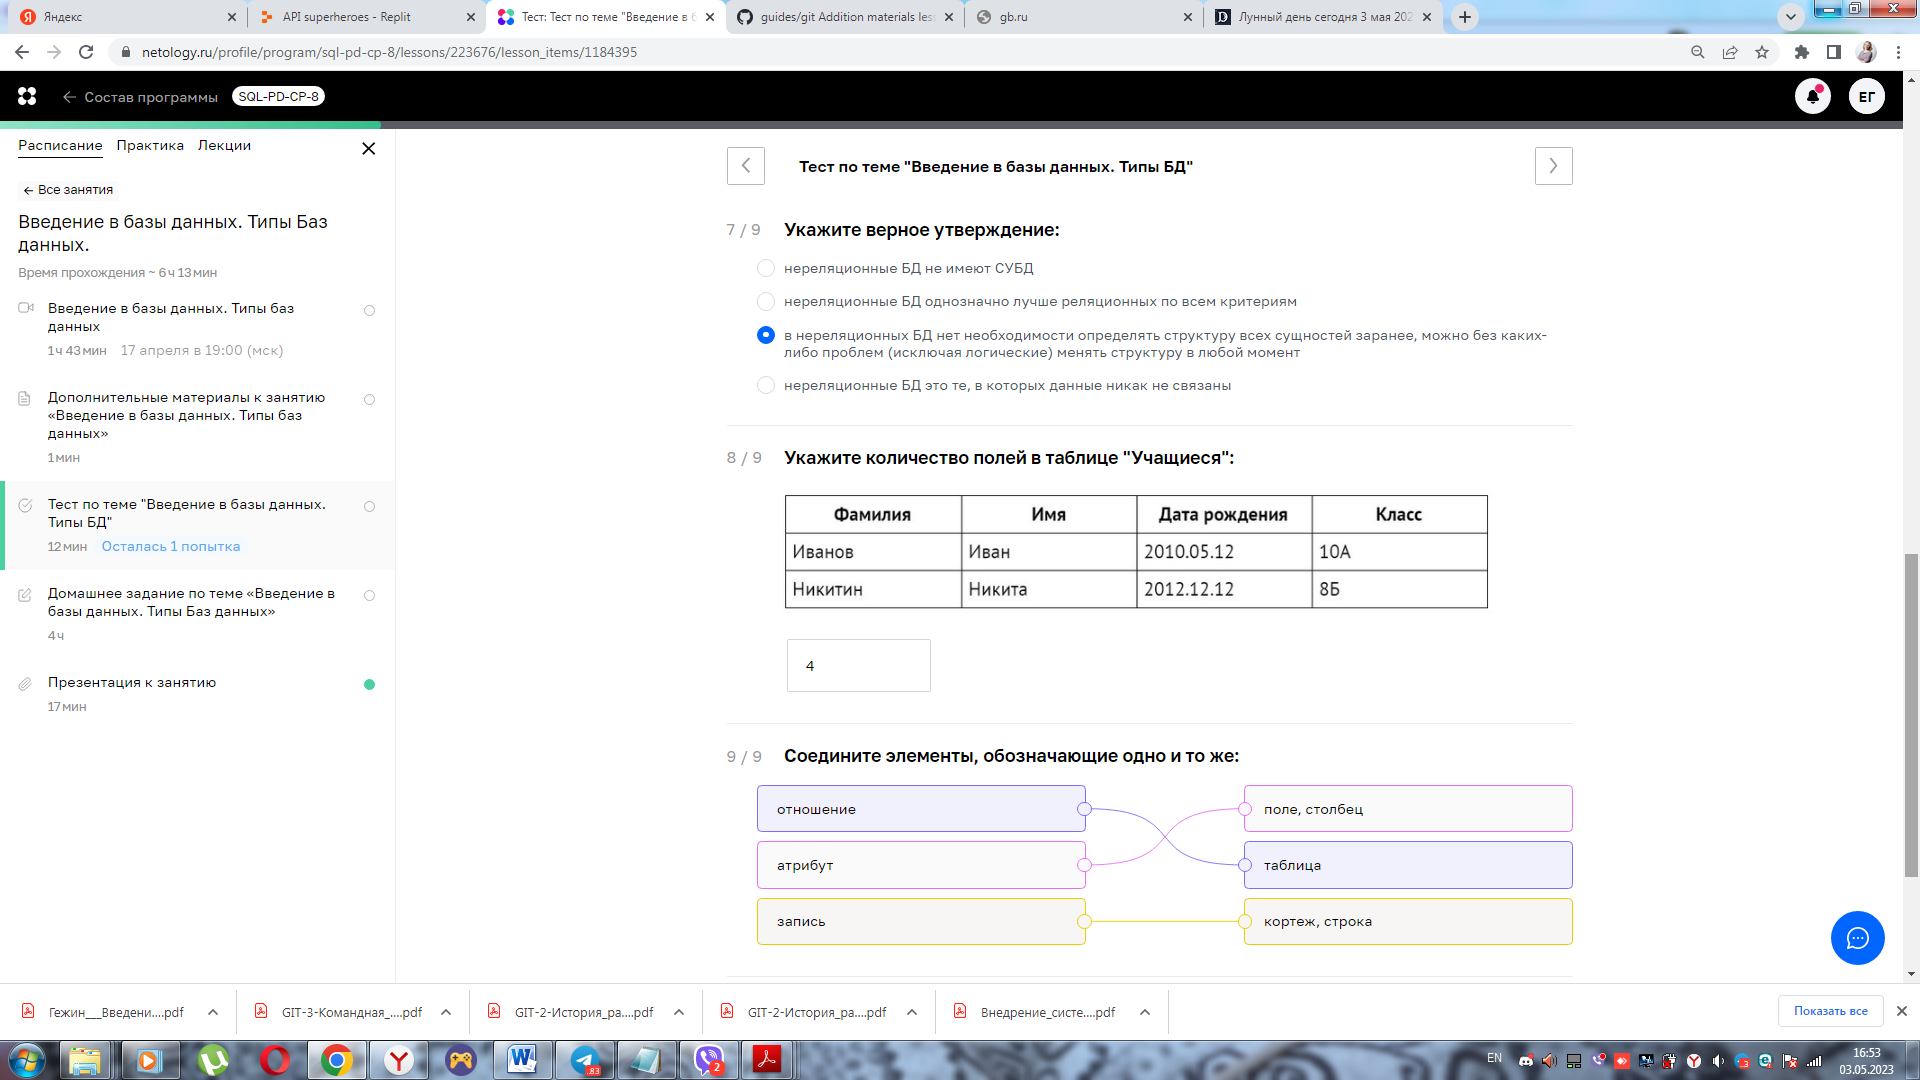 Яндекс
API superheroes - Replit
Тест: Тест по теме "Введение в б
guides/git Addition materials les
gb.ru
Лунный день сегодня 3 мая 202
netology.ru/profile/program/sql-pd-cp-8/lessons/223676/lesson_items/1184395
Состав программы
SQL-PD-CP-8
ЕГ
Расписание Практика Лекции
Все занятия
Введение в базы данных. Типы Баз
данных.
Время прохождения ~ 6 ч 13 мин
Введение в базы данных. Типы баз
данных
1 ч 43 мин 17 апреля в 19:00 (мск)
Дополнительные материалы к занятию
«Введение в базы данных. Типы баз
данных»
1 мин
Тест по теме "Введение в базы данных.
Типы БД"
12 мин Осталась 1 попытка
Домашнее задание по теме «Введение в
базы данных. Типы Баз данных»
4 ч
Презентация к занятию
17 мин
Тест по теме "Введение в базы данных. Типы БД"
7 / 9 Укажите верное утверждение:
нереляционные БД не имеют СУБД
нереляционные БД однозначно лучше реляционных по всем критериям
в нереляционных БД нет необходимости определять структуру всех сущностей заранее, можно без каких-
либо проблем (исключая логические) менять структуру в любой момент
нереляционные БД это те, в которых данные никак не связаны
8 / 9 Укажите количество полей в таблице "Учащиеся":
Фамилия Имя Дата рождения Класс
Иванов Иван 2010.05.12 10А
Никитин Никита 2012.12.12 8Б
4
9 / 9 Соедините элементы, обозначающие одно и то же:
отношение поле, столбец
атрибут таблица
запись кортеж, строка
Гежин___Введени....pdf
GIT-3-Командная_....pdf
GIT-2-История_ра....pdf
GIT-2-История_ра....pdf
Внедрение_систе....pdf
Показать все
83
2
EN
16:53
03.05.2023